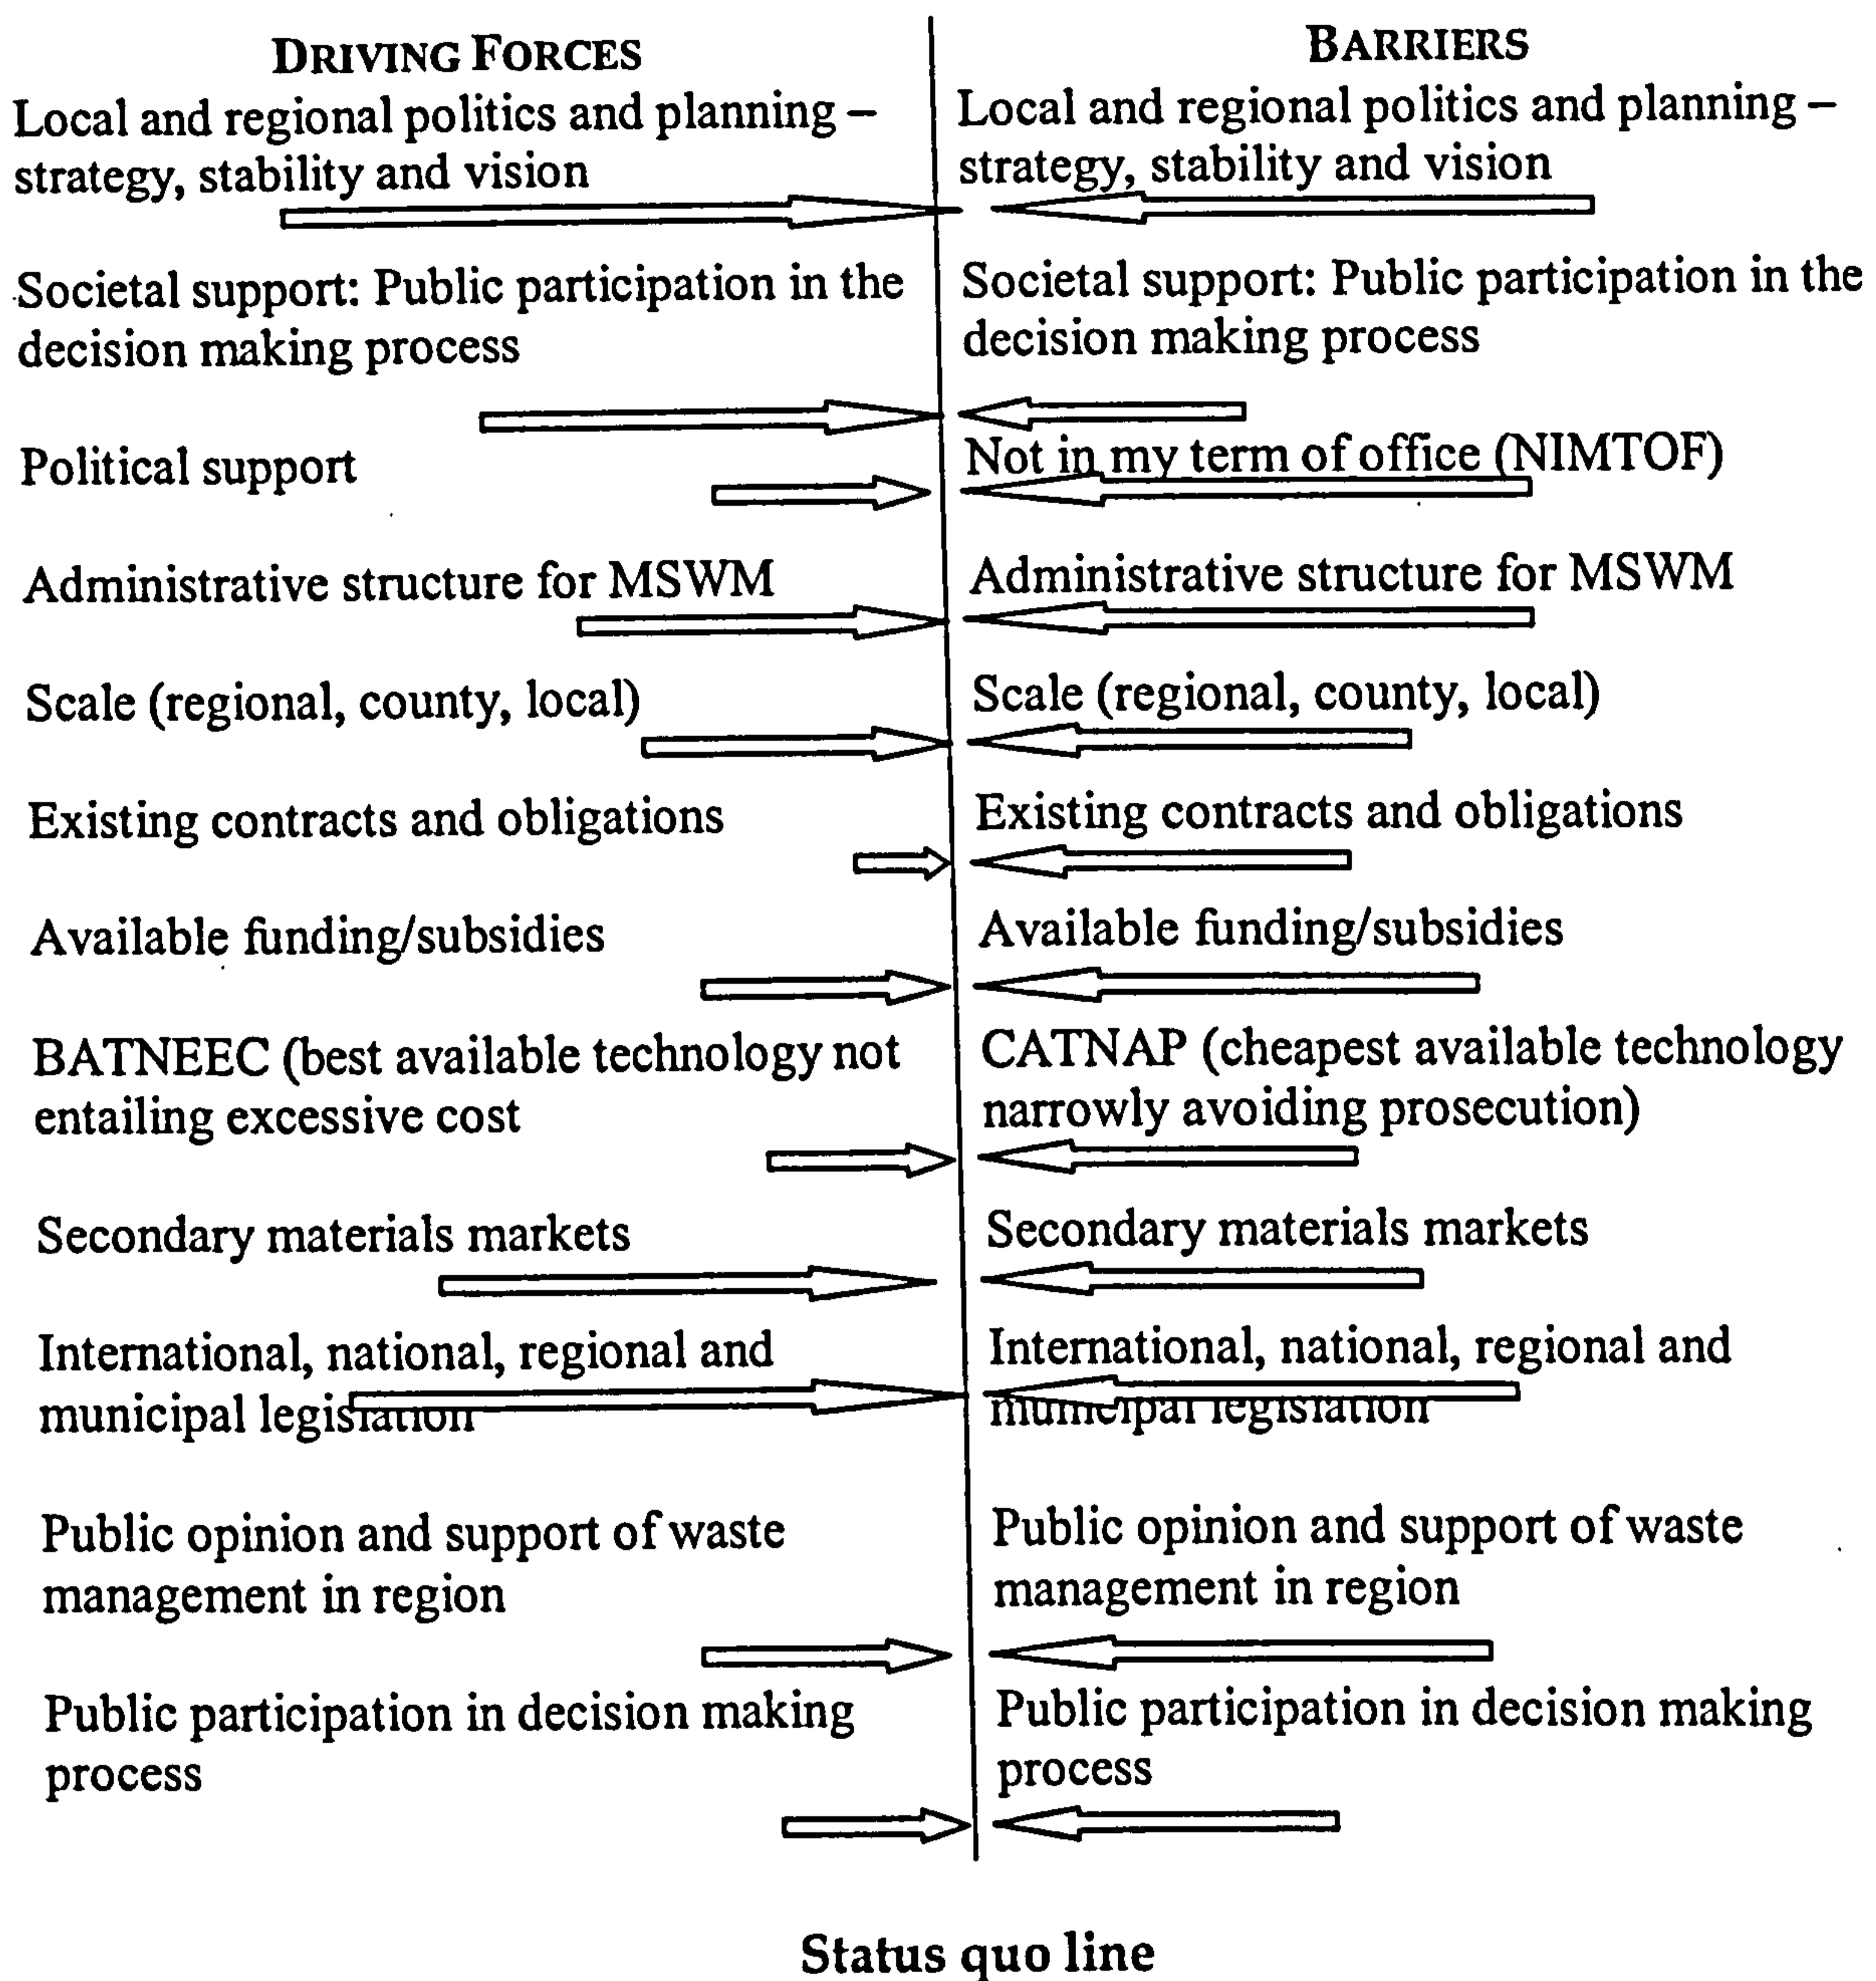 DRIVING FORCES
Local and regional politics and planning –
strategy, stability and vision
Societal support: Public participation in the
decision making process
Political support
Administrative structure for MSWM
Scale (regional, county, local)
Existing contracts and obligations
Available funding/subsidies
BATNEEC (best available technology not
entailing excessive cost
Secondary materials markets
International, national, regional and
municipal legislation
Public opinion and support of waste
management in region
Public participation in decision making
process
BARRIERS
Local and regional politics and planning –
strategy, stability and vision
Societal support: Public participation in the
decision making process
Not in my term of office (NIMTOF)
Administrative structure for MSWM
Scale (regional, county, local)
Existing contracts and obligations
Available funding/subsidies
CATNAP (cheapest available technology
narrowly avoiding prosecution)
Secondary materials markets
International, national, regional and
municipal legislation
Public opinion and support of waste
management in region
Public participation in decision making
process
Status quo line